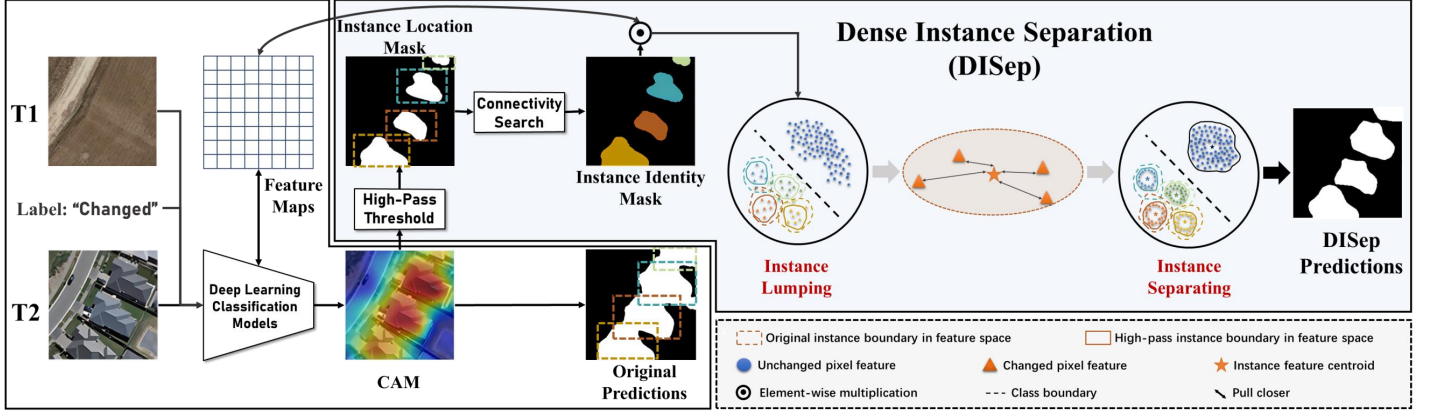 T1
Label: "Changed"
T2
Feature
Maps
Deep Learning
Classification
Models
CAM
Original
Predictions
High-Pass
Threshold
Instance Location
Mask
Connectivity
Search
Instance Identity
Mask
Dense Instance Separation
(DISep)
Instance
Lumping
Instance
Separating
DISep
Predictions
Original instance boundary in feature space
High-pass instance boundary in feature space
Unchanged pixel feature
Changed pixel feature
Instance feature centroid
Element-wise multiplication
Class boundary
Pull closer